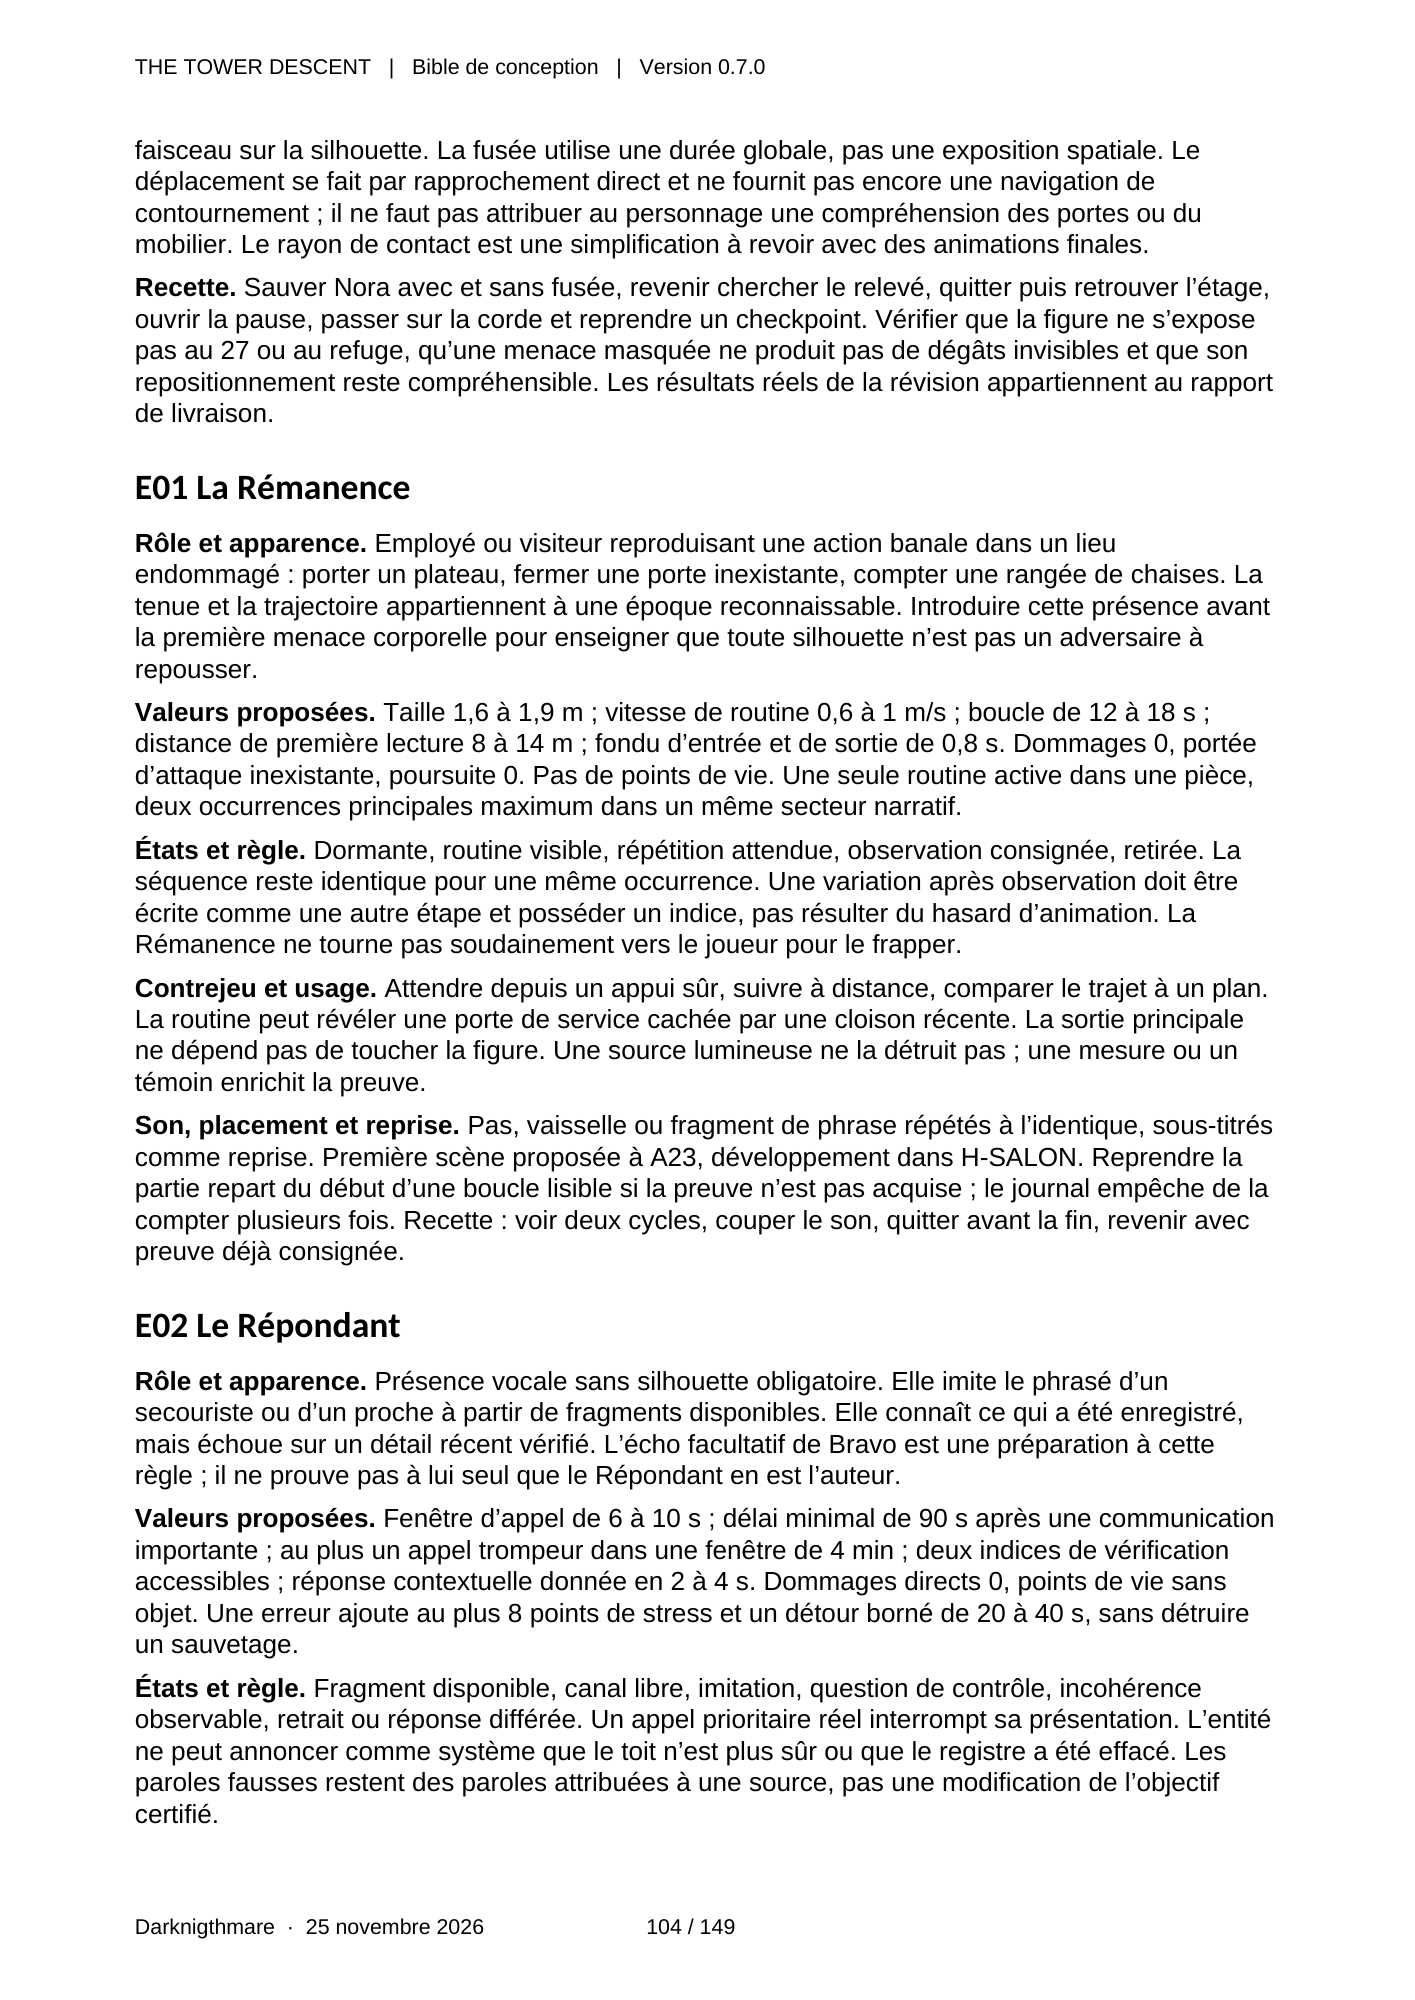 THE TOWER DESCENT | Bible de conception | Version 0.7.0
faisceau sur la silhouette. La fusée utilise une durée globale, pas une exposition spatiale. Le
déplacement se fait par rapprochement direct et ne fournit pas encore une navigation de
contournement ; il ne faut pas attribuer au personnage une compréhension des portes ou du
mobilier. Le rayon de contact est une simplification à revoir avec des animations finales.
Recette. Sauver Nora avec et sans fusée, revenir chercher le relevé, quitter puis retrouver l’étage,
ouvrir la pause, passer sur la corde et reprendre un checkpoint. Vérifier que la figure ne s’expose
pas au 27 ou au refuge, qu’une menace masquée ne produit pas de dégâts invisibles et que son
repositionnement reste compréhensible. Les résultats réels de la révision appartiennent au rapport
de livraison.
E01 La Rémanence
Rôle et apparence. Employé ou visiteur reproduisant une action banale dans un lieu
endommagé : porter un plateau, fermer une porte inexistante, compter une rangée de chaises. La
tenue et la trajectoire appartiennent à une époque reconnaissable. Introduire cette présence avant
la première menace corporelle pour enseigner que toute silhouette n’est pas un adversaire à
repousser.
Valeurs proposées. Taille 1,6 à 1,9 m ; vitesse de routine 0,6 à 1 m/s ; boucle de 12 à 18 s ;
distance de première lecture 8 à 14 m ; fondu d’entrée et de sortie de 0,8 s. Dommages 0, portée
d’attaque inexistante, poursuite 0. Pas de points de vie. Une seule routine active dans une pièce,
deux occurrences principales maximum dans un même secteur narratif.
États et règle. Dormante, routine visible, répétition attendue, observation consignée, retirée. La
séquence reste identique pour une même occurrence. Une variation après observation doit être
écrite comme une autre étape et posséder un indice, pas résulter du hasard d’animation. La
Rémanence ne tourne pas soudainement vers le joueur pour le frapper.
Contrejeu et usage. Attendre depuis un appui sûr, suivre à distance, comparer le trajet à un plan.
La routine peut révéler une porte de service cachée par une cloison récente. La sortie principale
ne dépend pas de toucher la figure. Une source lumineuse ne la détruit pas ; une mesure ou un
témoin enrichit la preuve.
Son, placement et reprise. Pas, vaisselle ou fragment de phrase répétés à l’identique, sous-titrés
comme reprise. Première scène proposée à A23, développement dans H-SALON. Reprendre la
partie repart du début d’une boucle lisible si la preuve n’est pas acquise ; le journal empêche de la
compter plusieurs fois. Recette : voir deux cycles, couper le son, quitter avant la fin, revenir avec
preuve déjà consignée.
E02 Le Répondant
Rôle et apparence. Présence vocale sans silhouette obligatoire. Elle imite le phrasé d’un
secouriste ou d’un proche à partir de fragments disponibles. Elle connaît ce qui a été enregistré,
mais échoue sur un détail récent vérifié. L’écho facultatif de Bravo est une préparation à cette
règle ; il ne prouve pas à lui seul que le Répondant en est l’auteur.
Valeurs proposées. Fenêtre d’appel de 6 à 10 s ; délai minimal de 90 s après une communication
importante ; au plus un appel trompeur dans une fenêtre de 4 min ; deux indices de vérification
accessibles ; réponse contextuelle donnée en 2 à 4 s. Dommages directs 0, points de vie sans
objet. Une erreur ajoute au plus 8 points de stress et un détour borné de 20 à 40 s, sans détruire
un sauvetage.
États et règle. Fragment disponible, canal libre, imitation, question de contrôle, incohérence
observable, retrait ou réponse différée. Un appel prioritaire réel interrompt sa présentation. L’entité
ne peut annoncer comme système que le toit n’est plus sûr ou que le registre a été effacé. Les
paroles fausses restent des paroles attribuées à une source, pas une modification de l’objectif
certifié.
Darknigthmare · 25 novembre 2026 104 / 149